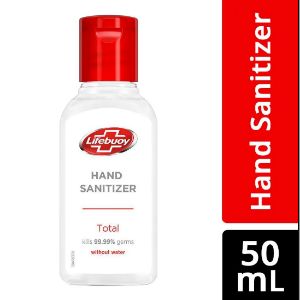 Lifebuoy
HAND
SANITIZER
Total
kills 99.99% germs
without water
Hand Sanitizer
50
mL